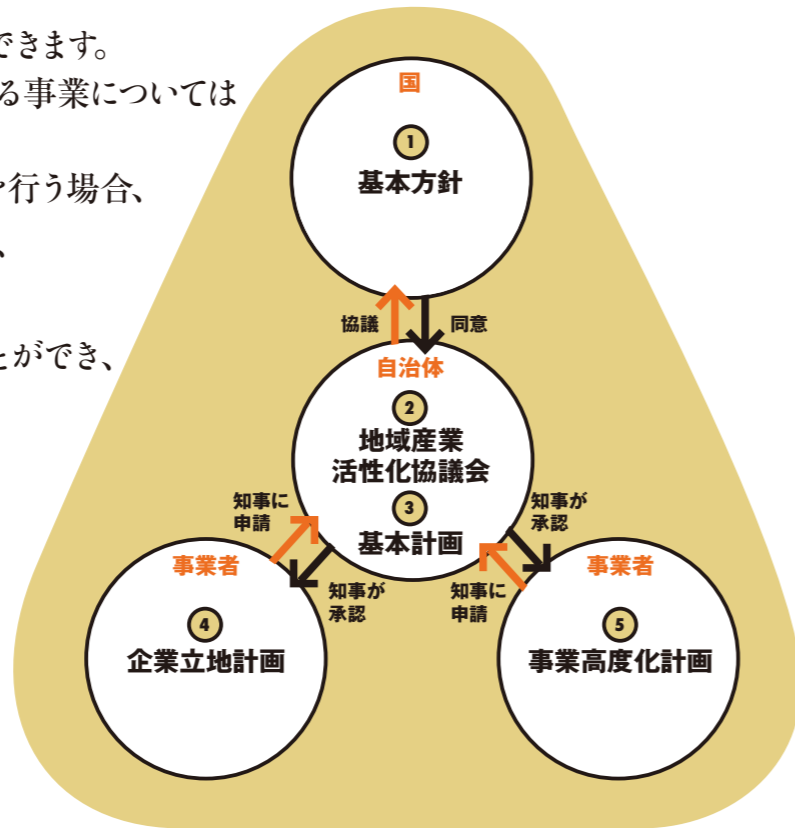 できます。
る事業については
行う場合、
、
とができ、
国
1
基本方針
協議
同意
自治体
2
地域産業
活性化協議会
3
基本計画
知事に
申請
知事が
承認
知事が
承認
知事に
申請
事業者
4
企業立地計画
事業者
5
事業高度化計画